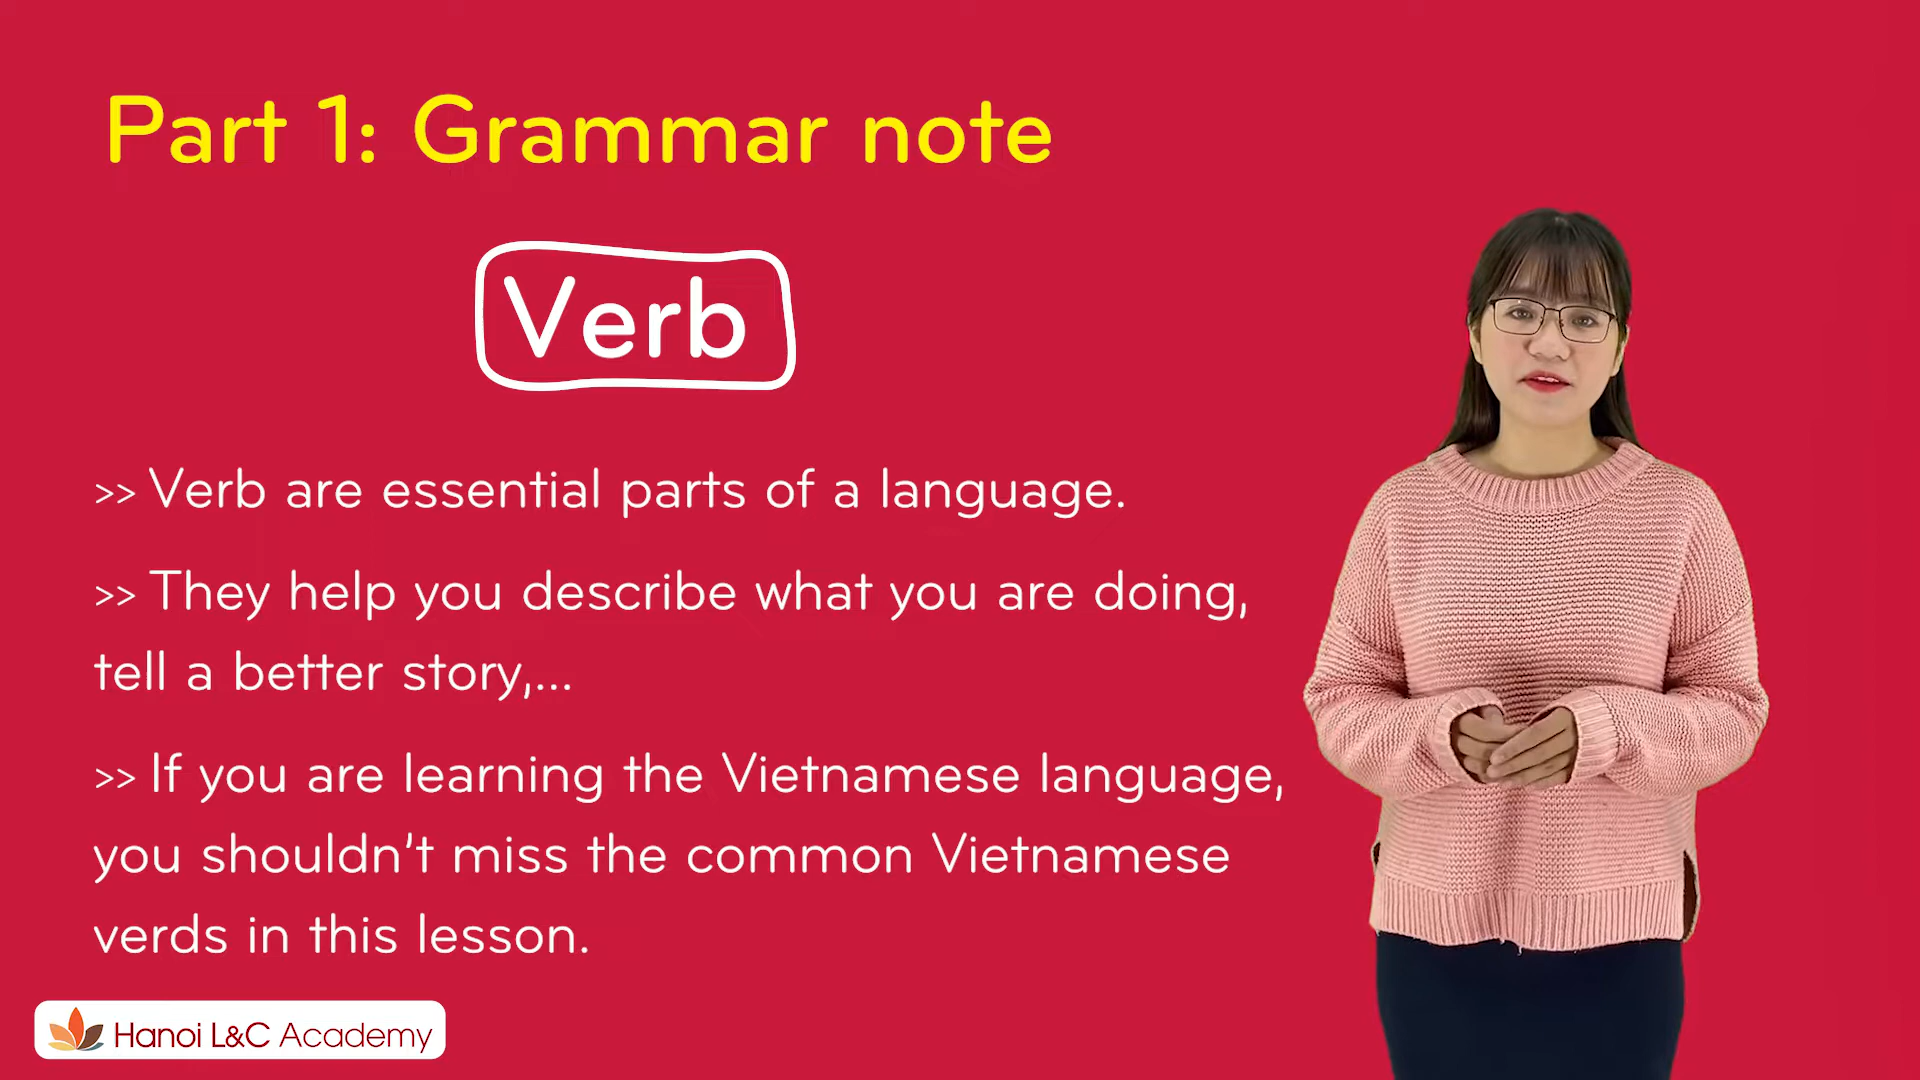 Part 1: Grammar note
Verb
>> Verb are essential parts of a language.
>> They help you describe what you are doing,
tell a better story,...
>> If you are learning the Vietnamese language,
you shouldn't miss the common Vietnamese
verds in this lesson.
Hanoi L&C Academy